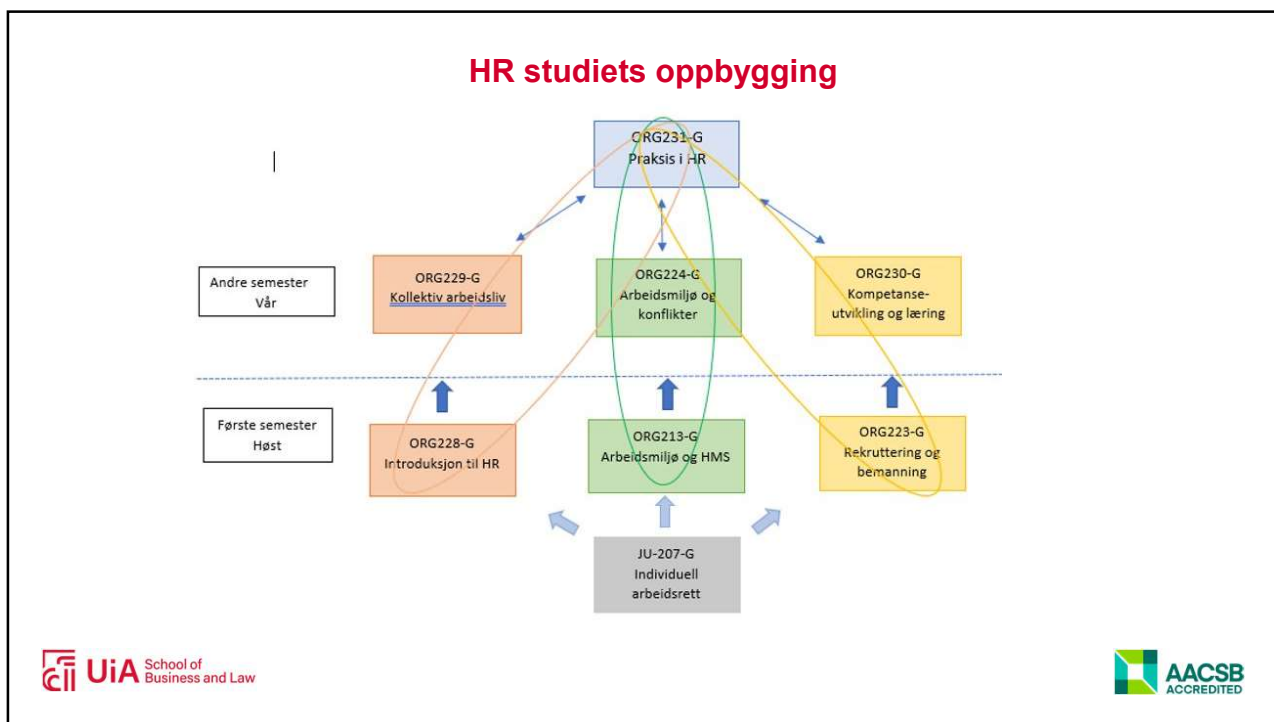 HR studiets oppbygging
ORG231-G
Praksis i HR
Andre semester
Vår
ORG229-G
Kollektiv arbeidsliv
ORG224-G
Arbeidsmiljø og
konflikter
ORG230-G
Kompetanse-
utvikling og læring
Første semester
Høst
ORG228-G
Introduksjon til HR
ORG213-G
Arbeidsmiljø og HMS
ORG223-G
Rekruttering og
bemanning
JU-207-G
Individuell
arbeidsrett
UiA School of
Business and Law
AACSB
ACCREDITED